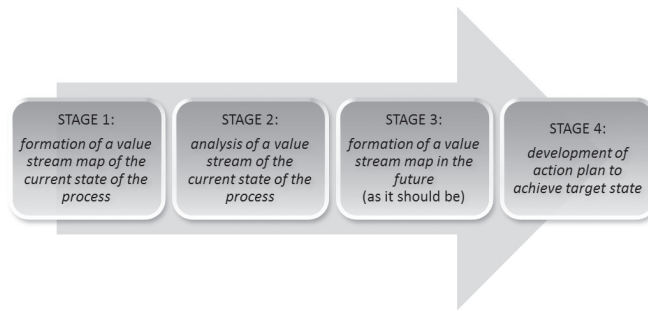 STAGE 1:
formation of a value
stream map of the
current state of the
process
STAGE 2:
analysis of a value
stream of the
current state of the
process
STAGE 3:
formation of a value
stream map in the
future
(as it should be)
STAGE 4:
development of
action plan to
achieve target state